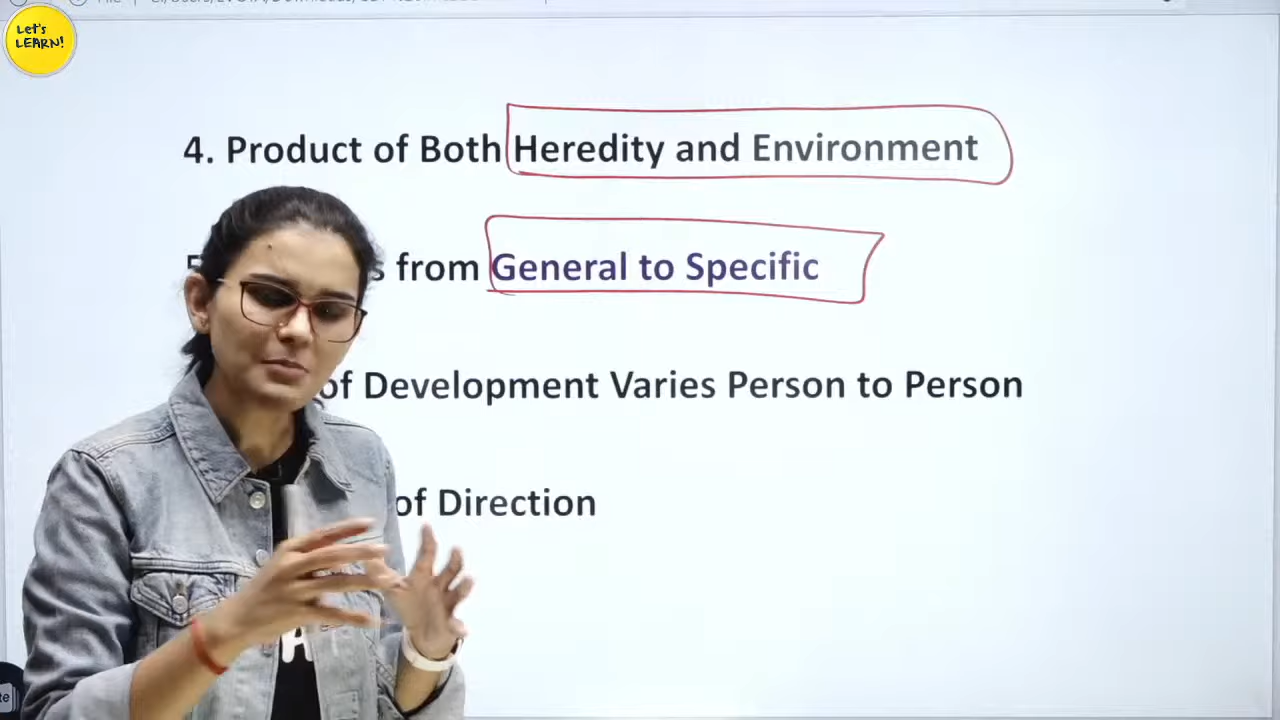 Let's
LEARN!
4. Product of Both Heredity and Environment
from General to Specific
of Development Varies Person to Person
of Direction